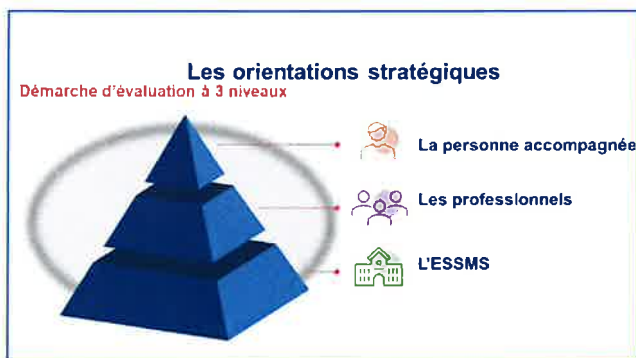 Les orientations stratégiques
Démarche d'évaluation à 3 niveaux
La personne accompagnée
Les professionnels
L'ESSMS